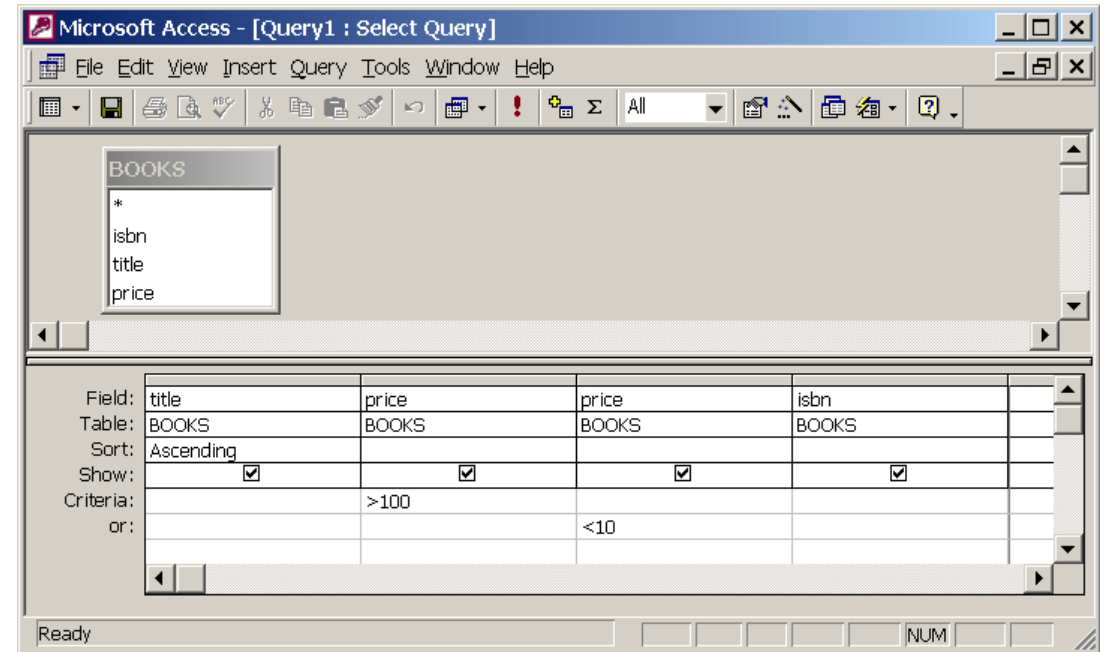 Microsoft Access - [Query1 : Select Query]
File Edit View Insert Query Tools Window Help
ABC Σ All
BOOKS
*
isbn
title
price
Field: title price price isbn
Table: BOOKS BOOKS BOOKS BOOKS
Sort: Ascending
Show:
Criteria: >100
or: <10
Ready NUM